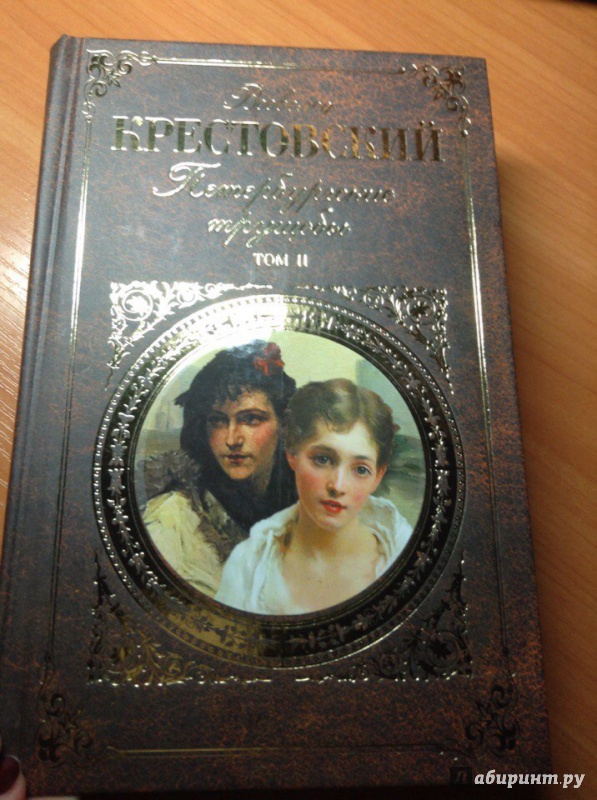 Всеволод
КРЕСТОВСКИЙ
Петербургские
трущобы
ТОМ II
абиринт.ру